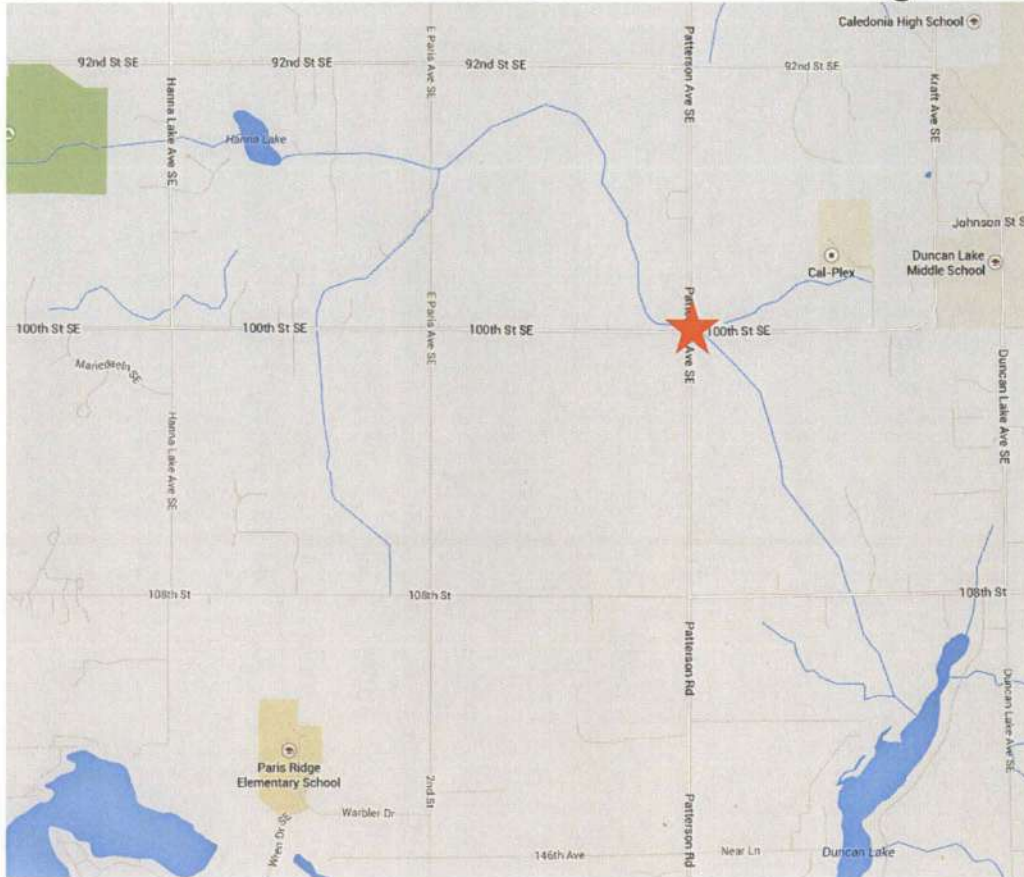 Caledonia High School
92nd St SE
92nd St SE
92nd St SE
92nd St SE
E Paris Ave SE
Patterson Ave SE
Hanna Lake Ave SE
Kraft Ave SE
Hanna Lake
Johnson St S
Duncan Lake
Middle School
Cal-Plex
100th St SE
100th St SE
100th St SE
100th St SE
E Paris Ave SE
Ave SE
Duncan Lake Ave SE
Hanna Lake Ave SE
108th St
108th St
108th St
Patterson Rd
Duncan Lake Ave SE
Paris Ridge
Elementary School
2nd St
Warbler Dr
Wren Dr
Patterson Rd
146th Ave
Near Ln
Duncan Lake